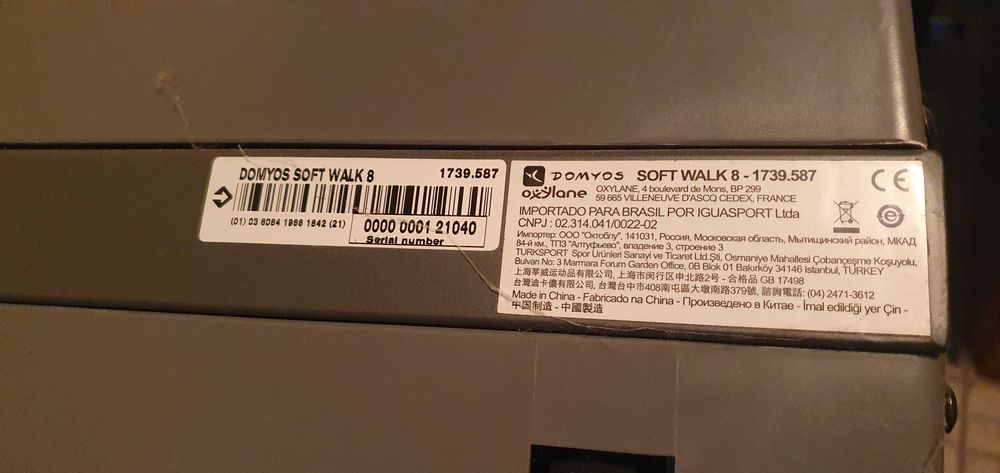 DOMYOS SOFT WALK 8 1739.587
(01) 03 6084 1986 1842 (21)
0000 0001 21040
Serial number
DOMYOS SOFT WALK 8 - 1739.587
oxylane
OXYLANE, 4 boulevard de Mons, BP 299
59 665 VILLENEUVE D'ASCQ CEDEX, FRANCE
CE
IMPORTADO PARA BRASIL POR IGUASPORT Ltda
CNPJ : 02.314.041/0022-02
Импортер: ООО "Октоблу", 141031, Россия, Московская область, Мытищинский район, МКАД
84-й км., ТПЗ "Алтуфьево", владение 3, строение 3
TURKSPORT Spor Ürünleri Sanayi ve Ticaret Ltd.Şti, Osmaniye Mahallesi Çobançeşme Koşuyolu,
Bulvarı No: 3 Marmara Forum Garden Office, 0B Blok 01 Bakırköy 34146 Istanbul, TURKEY
上海莘威运动品有限公司, 上海市闵行区申北路2号 - 合格品 GB 17498
台灣迪卡儂有限公司, 台灣台中市408南屯區大墩南路379號, 諮詢電話: (04) 2471-3612
Made in China - Fabricado na China - Произведено в Китае - İmal edildiği yer Çin -
中国制造 - 中國製造